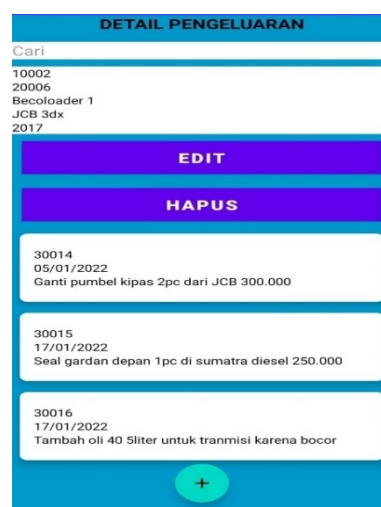 DETAIL PENGELUARAN
Cari
10002
20006
Becoloader 1
JCB 3dx
2017
EDIT
HAPUS
30014
05/01/2022
Ganti pumbel kipas 2pc dari JCB 300.000
30015
17/01/2022
Seal gardan depan 1pc di sumatra diesel 250.000
30016
17/01/2022
Tambah oli 40 5liter untuk tranmisi karena bocor
+